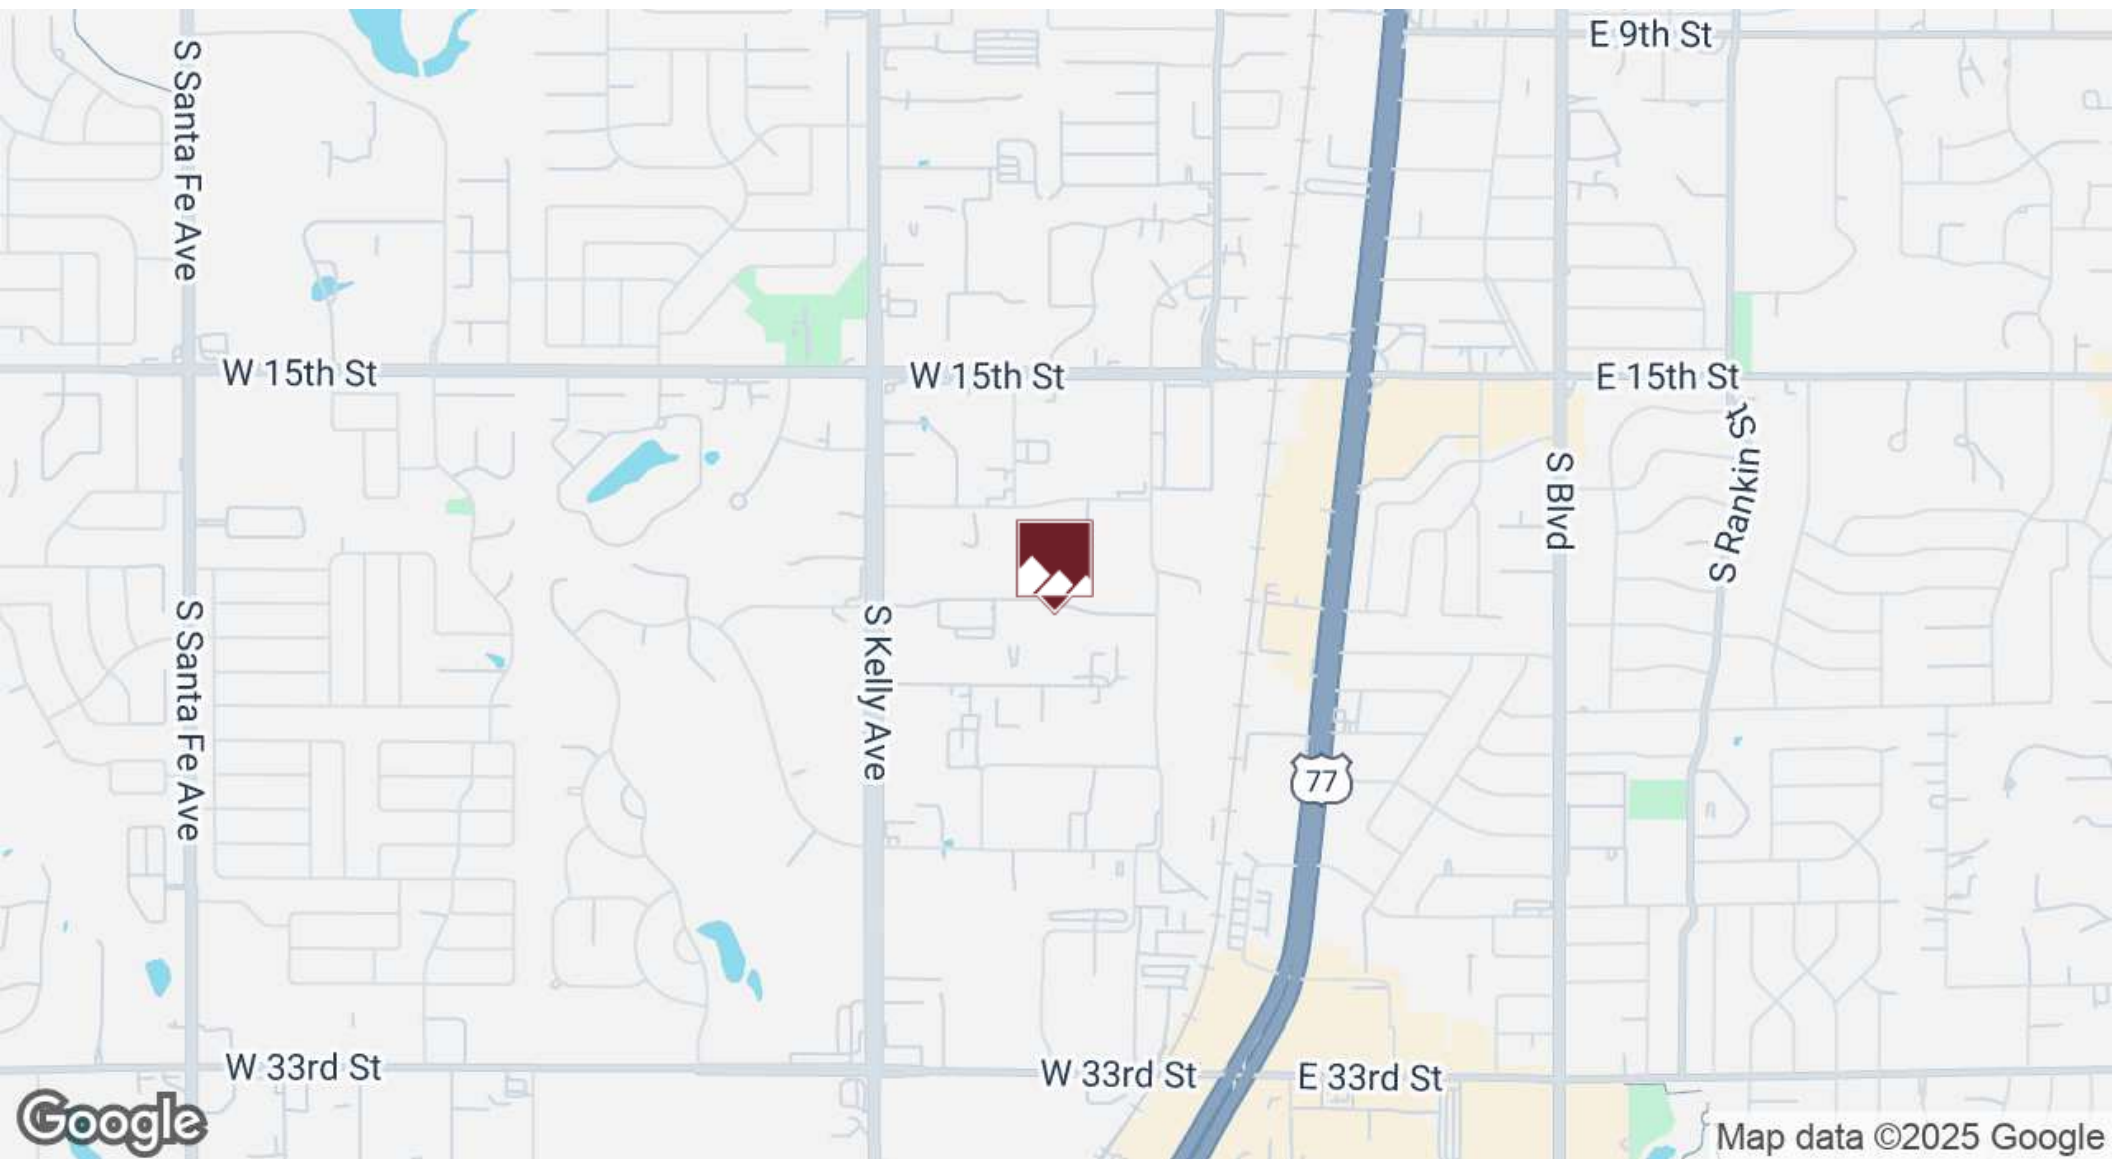 E 9th St
S Santa Fe Ave
W 15th St
W 15th St
E 15th St
S Rankin St
S Blvd
S Santa Fe Ave
S Kelly Ave
77
W 33rd St
W 33rd St
E 33rd St
Google
Map data ©2025 Google